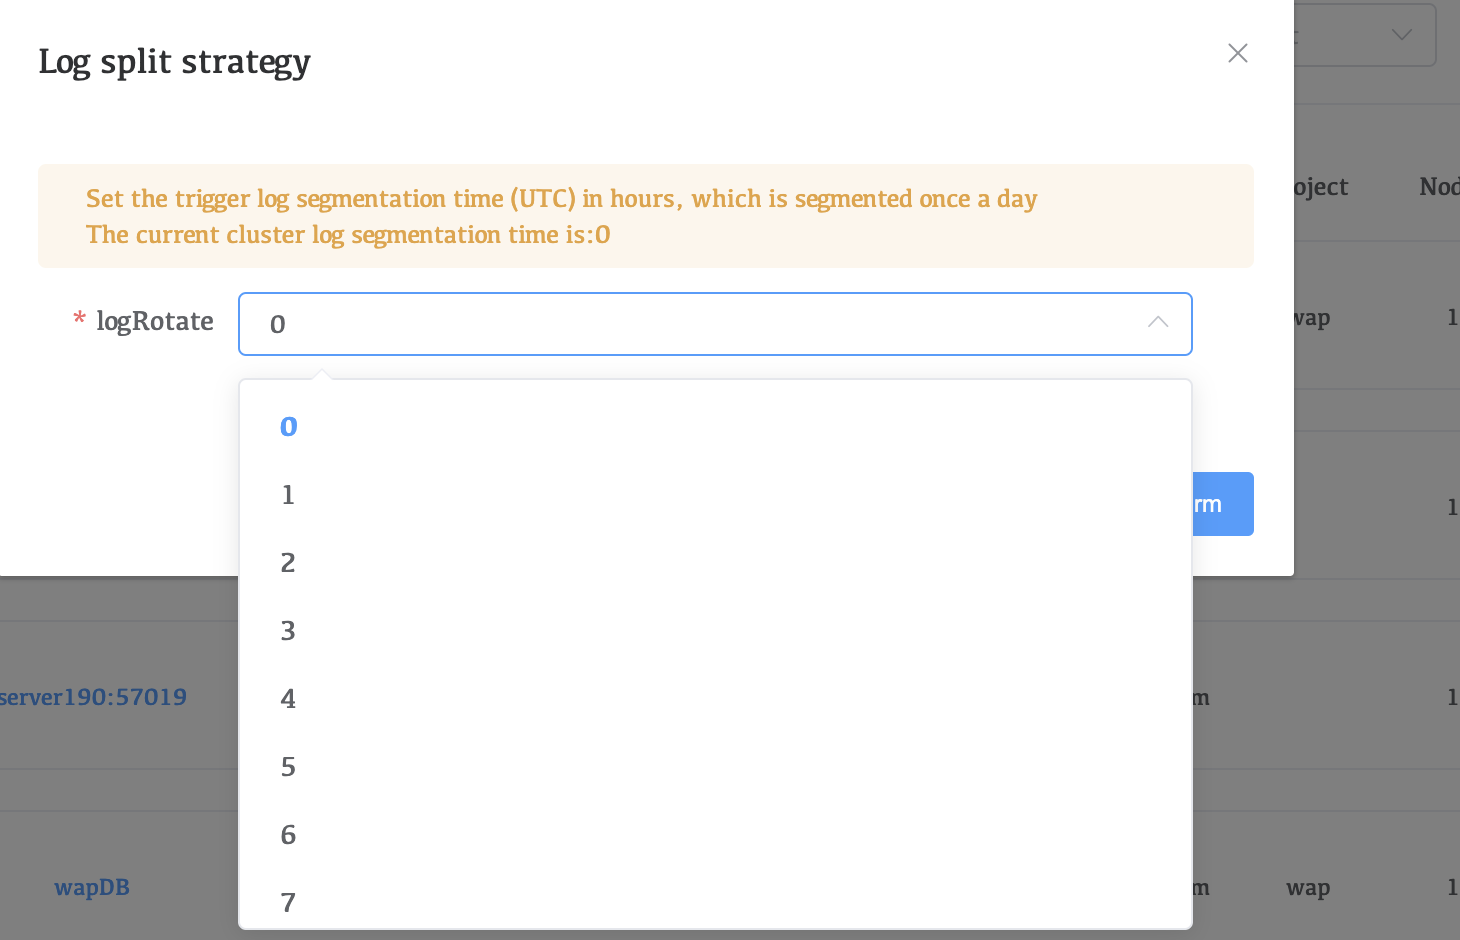 Log split strategy
Set the trigger log segmentation time (UTC) in hours, which is segmented once a day
The current cluster log segmentation time is:0
* logRotate
0
0
1
2
3
4
5
6
7
rm
oject
Nod
wap
1
1
server190:57019
m
1
wapDB
m
wap
1